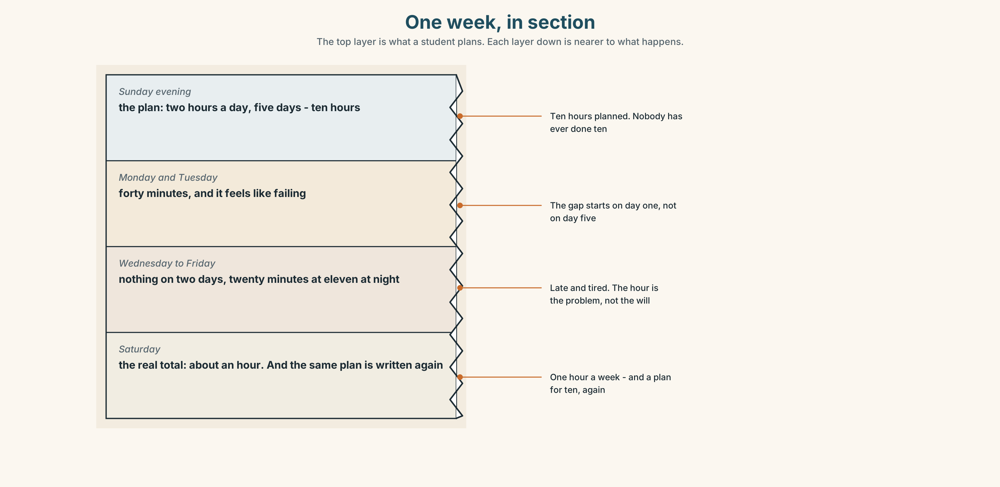 One week, in section
The top layer is what a student plans. Each layer down is nearer to what happens.
Sunday evening
the plan: two hours a day, five days - ten hours
Ten hours planned. Nobody has
ever done ten
Monday and Tuesday
forty minutes, and it feels like failing
The gap starts on day one, not
on day five
Wednesday to Friday
nothing on two days, twenty minutes at eleven at night
Late and tired. The hour is
the problem, not the will
Saturday
the real total: about an hour. And the same plan is written again
One hour a week - and a plan
for ten, again